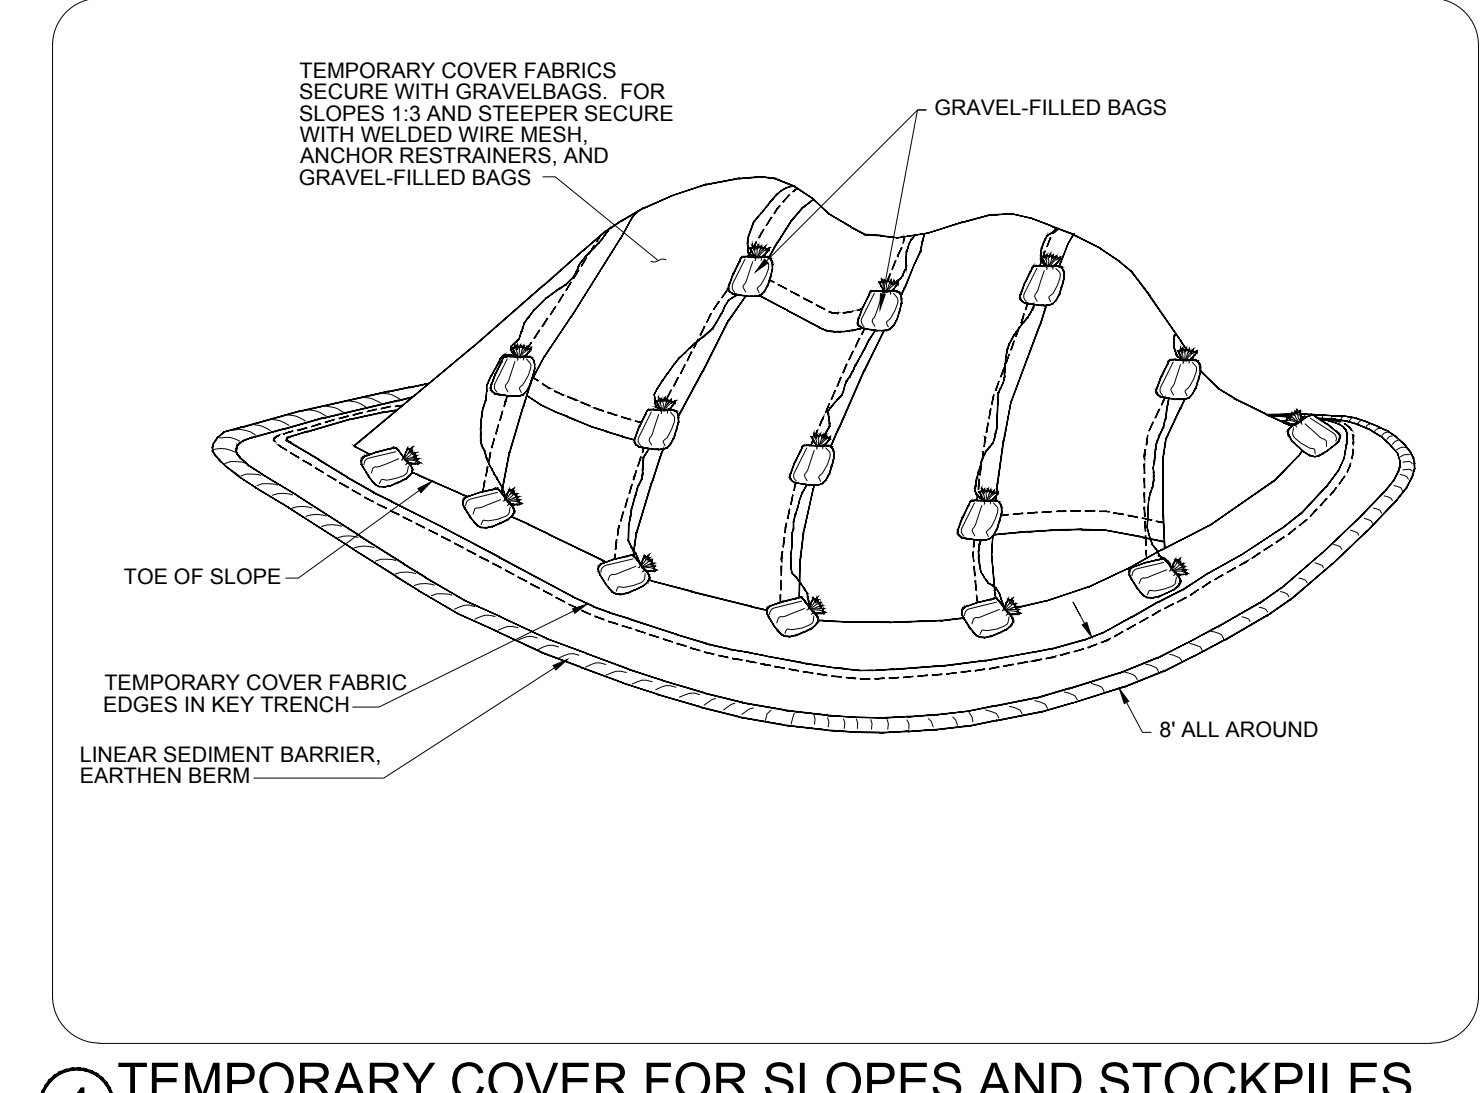 TEMPORARY COVER FABRICS
SECURE WITH GRAVELBAGS.  FOR
SLOPES 1:3 AND STEEPER SECURE
WITH WELDED WIRE MESH,
ANCHOR RESTRAINERS, AND
GRAVEL-FILLED BAGS
GRAVEL-FILLED BAGS
TOE OF SLOPE
TEMPORARY COVER FABRIC
EDGES IN KEY TRENCH
8' ALL AROUND
LINEAR SEDIMENT BARRIER,
EARTHEN BERM
TEMPORARY COVER FOR SLOPES AND STOCKPILES